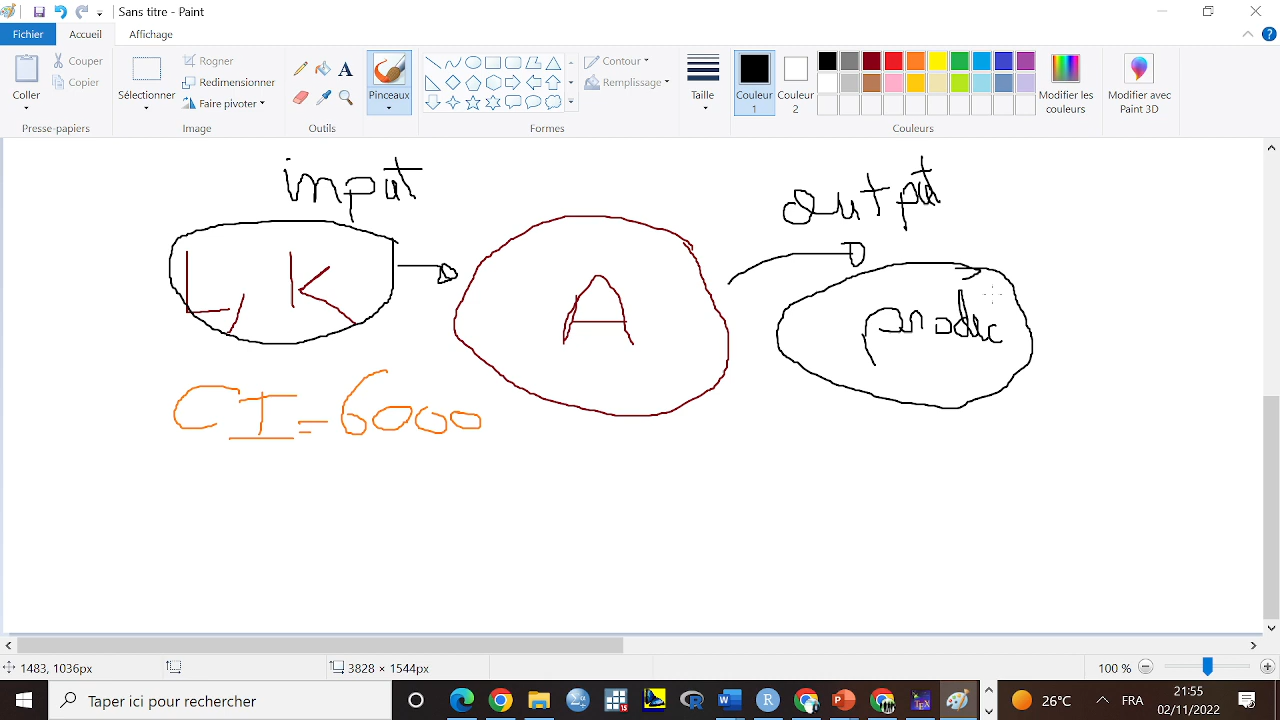 Sans titre - Paint
Fichier Accueil Affichage
Coller
Couper
Copier
Presse-papiers
Sélectionner
Rogner
Redimensionner
Faire pivoter
Image
Outils
Pinceaux
Contour
Remplissage
Formes
Taille
Couleur 1
Couleur 2
Couleurs
Modifier les couleurs
Modifier avec Paint 3D
input
output
L, K
A
produc
CI = 6000
1483, 1036px
3828 × 1544px
100 %
Taper ici pour rechercher
26°C
FRA
21:55
02/11/2022